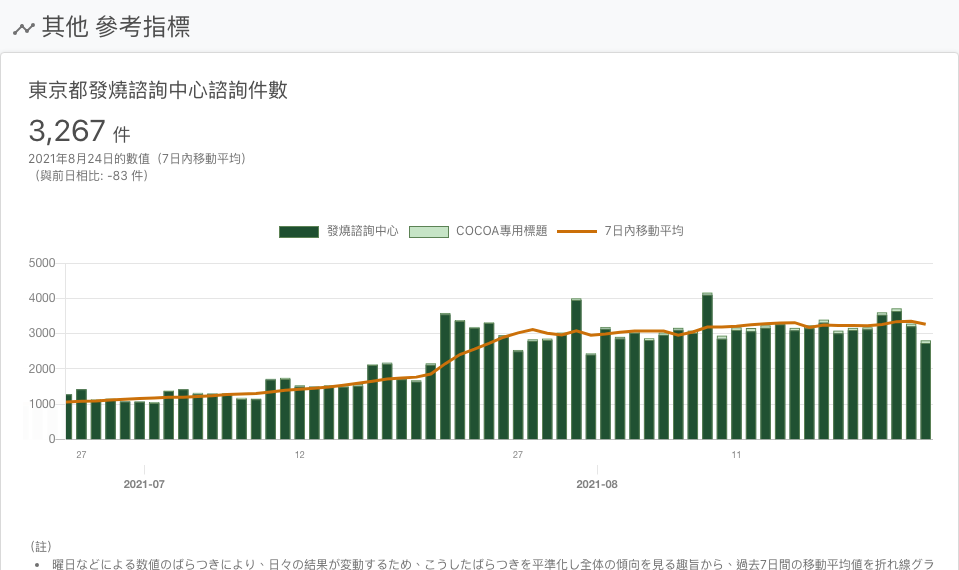 其他 參考指標
東京都發燒諮詢中心諮詢件數
3,267 件
2021年8月24日的數值（7日內移動平均）
（與前日相比: -83 件）
發燒諮詢中心 COCOA專用標題 7日內移動平均
5000
4000
3000
2000
1000
0
27 12 27 11
2021-07 2021-08
（註）
• 曜日などによる数値のばらつきにより、日々の結果が変動するため、こうしたばらつきを平準化し全体の傾向を見る趣旨から、過去7日間の移動平均値を折れ線グラ